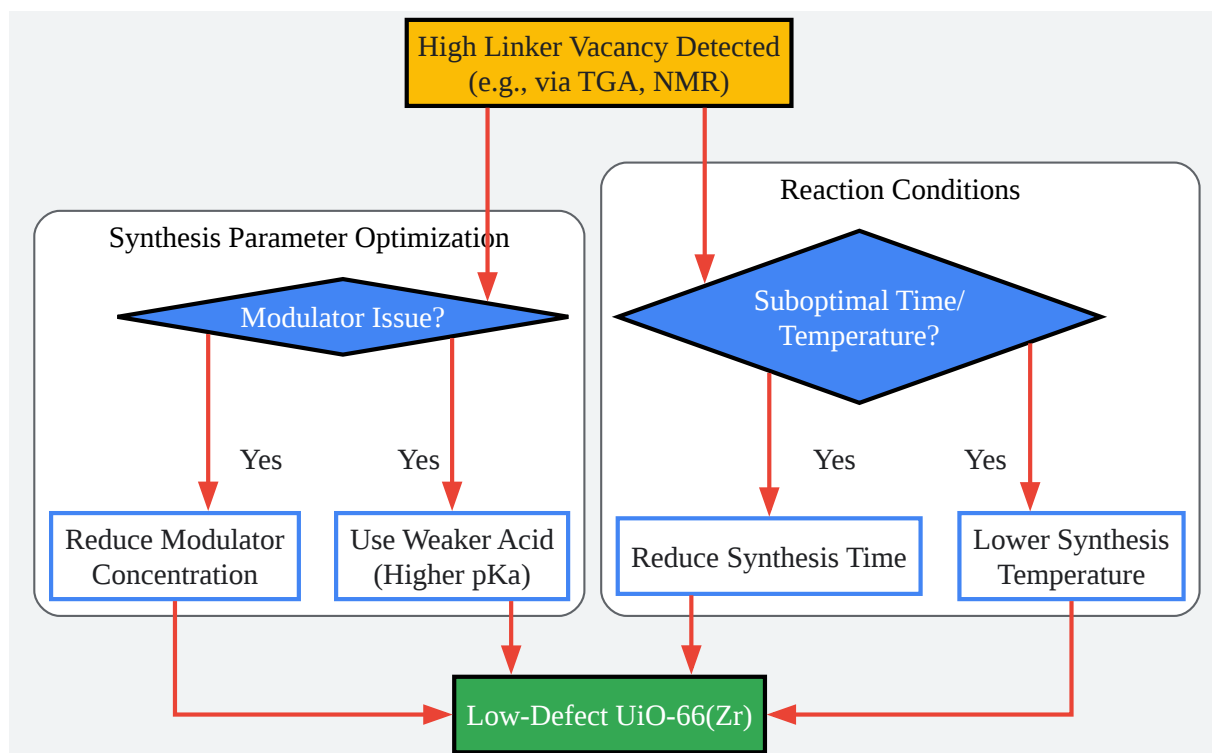 High Linker Vacancy Detected
(e.g., via TGA, NMR)
Reaction Conditions
Synthesis Parameter Optimization
Modulator Issue?
Suboptimal Time/
Temperature?
Yes
Yes
Yes
Yes
Reduce Modulator
Concentration
Use Weaker Acid
(Higher pKa)
Reduce Synthesis Time
Lower Synthesis
Temperature
Low-Defect UiO-66(Zr)